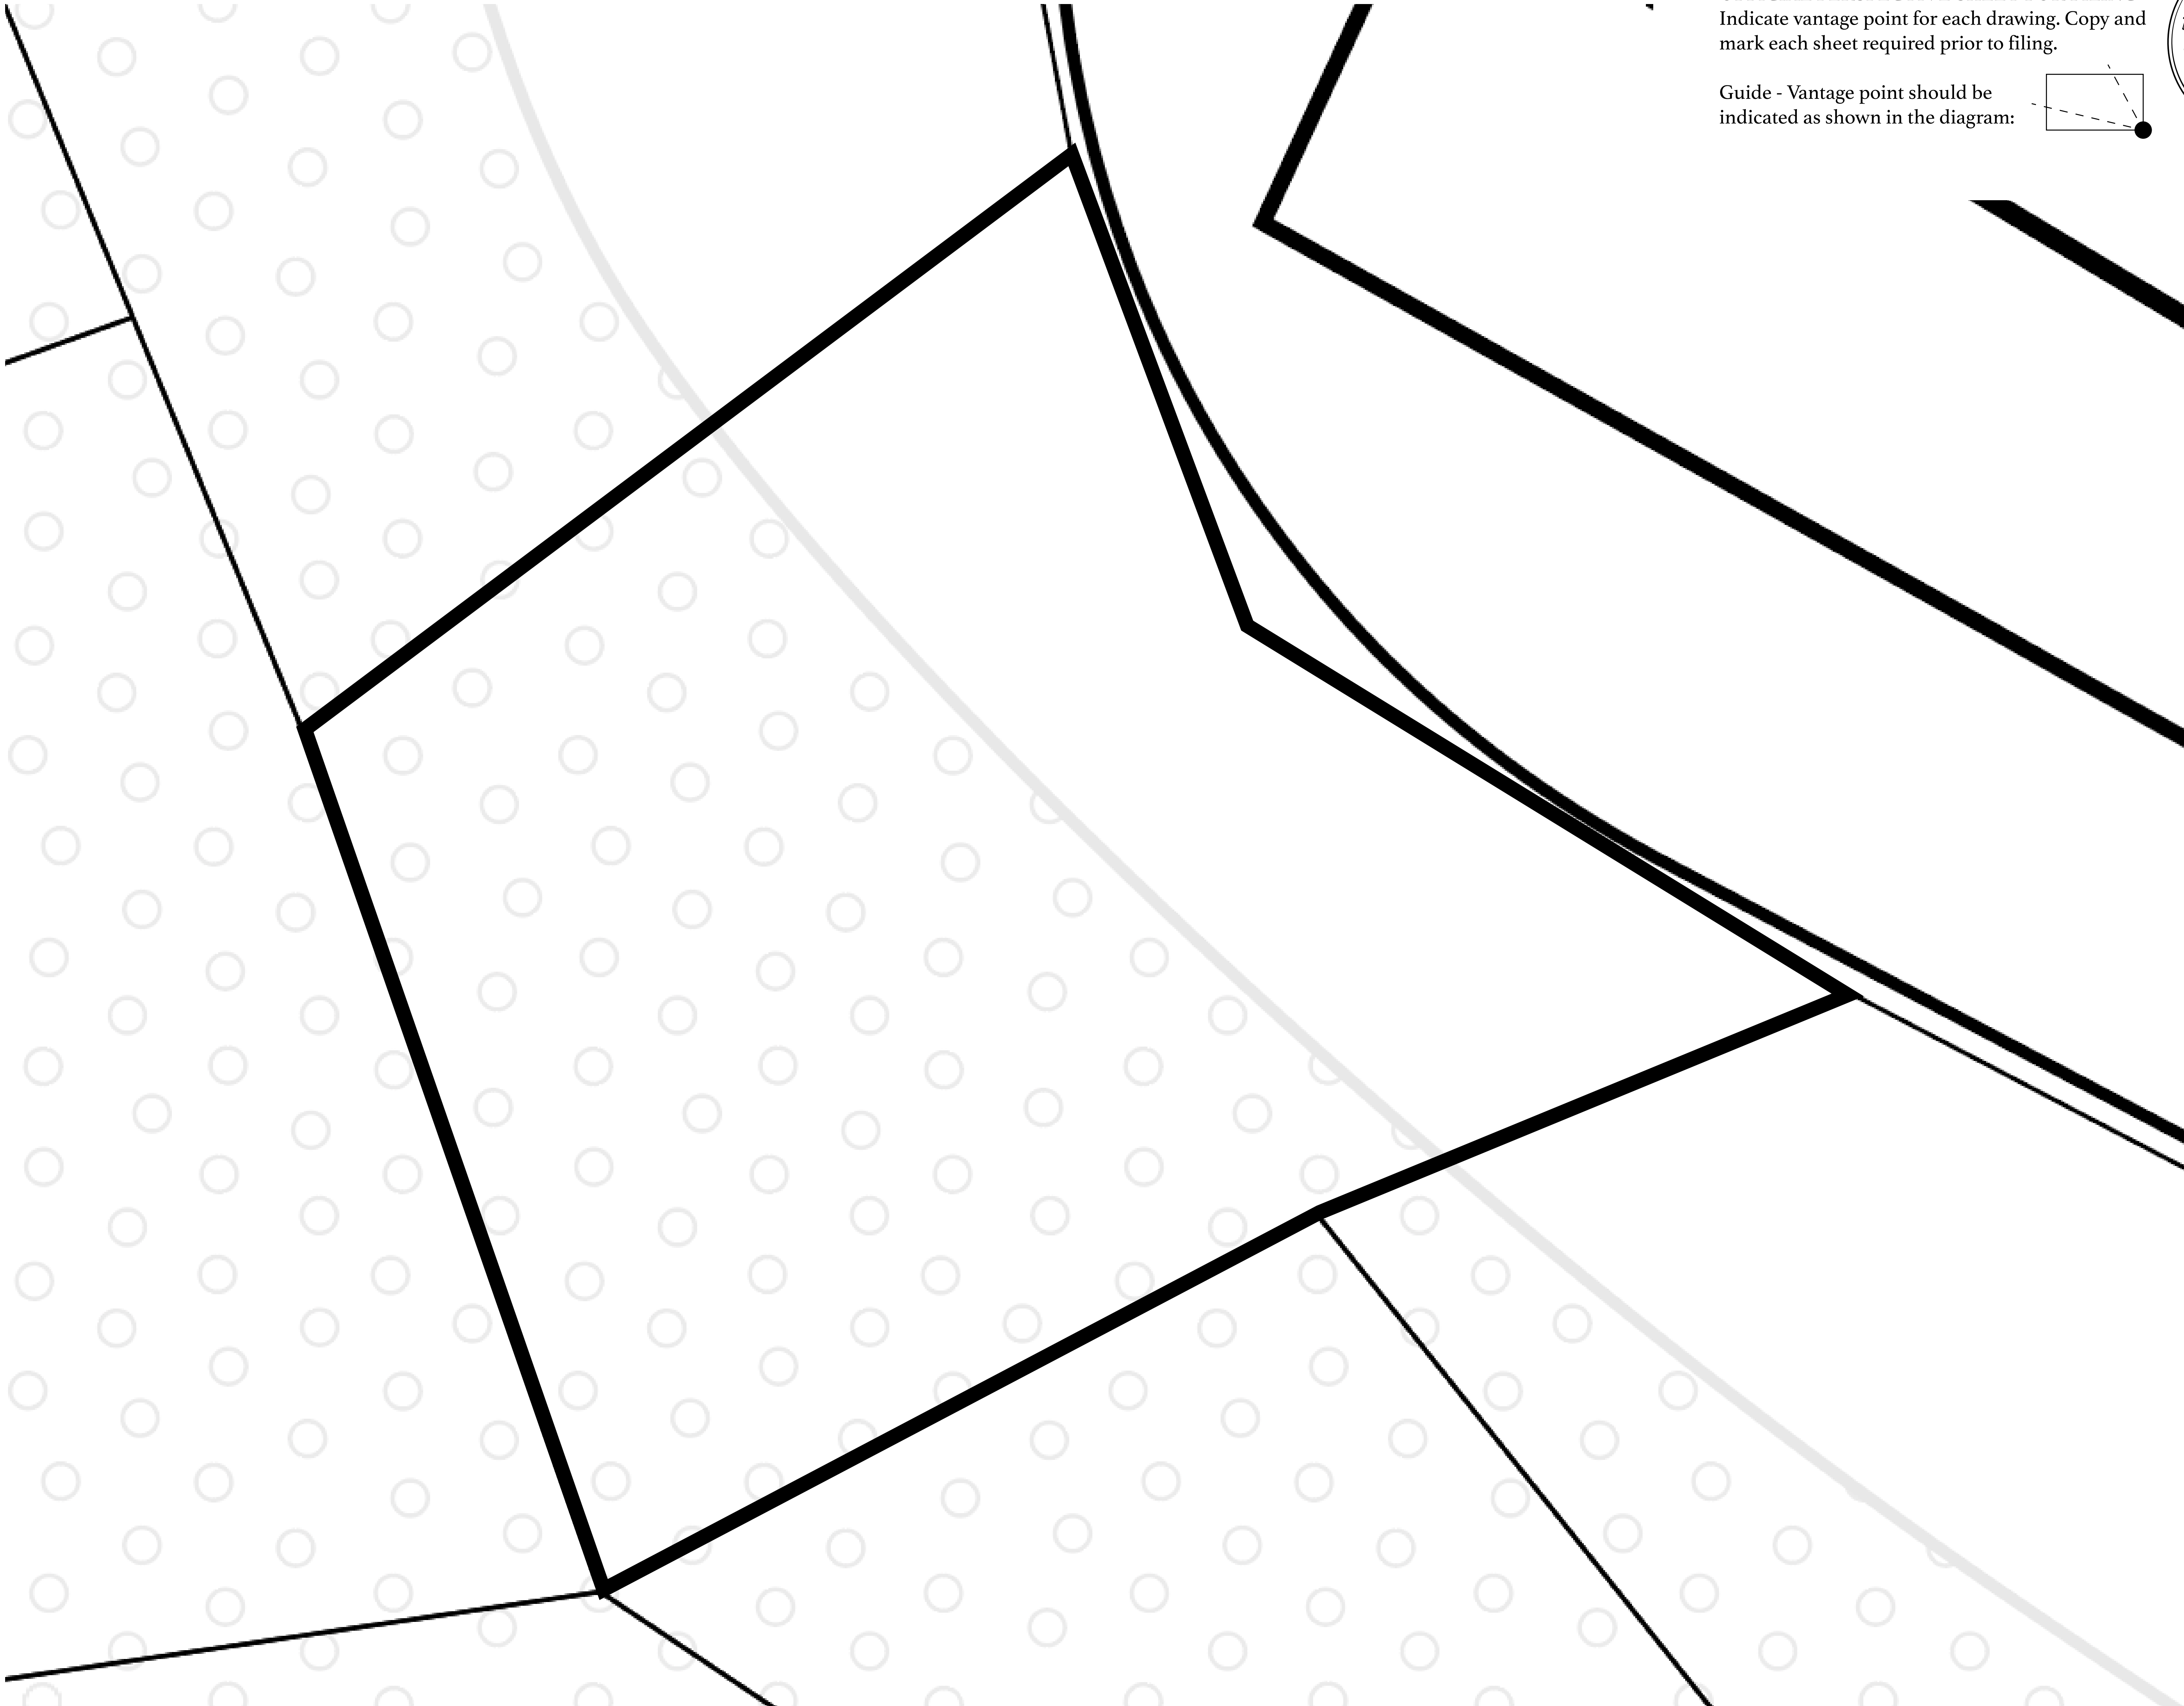 Indicate vantage point for each drawing. Copy and
mark each sheet required prior to filing.
Guide - Vantage point should be
indicated as shown in the diagram: